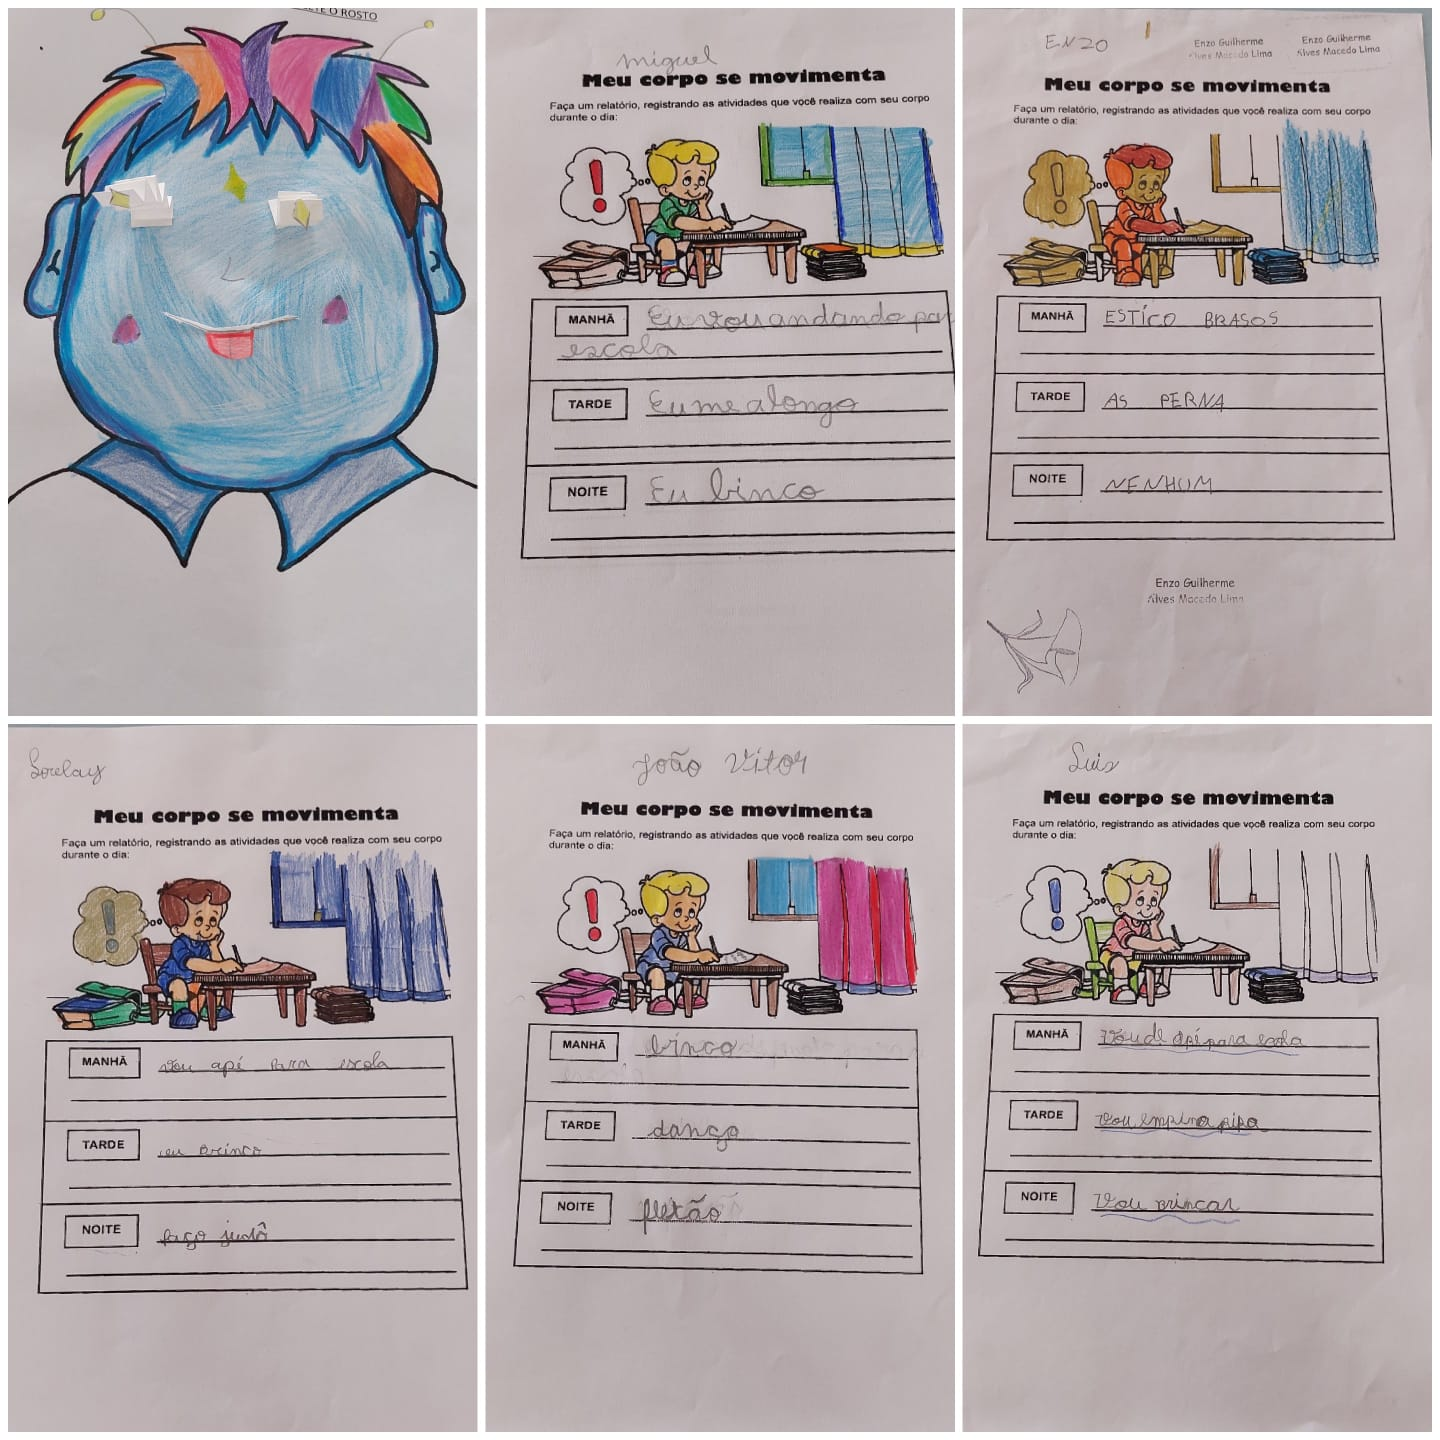 O ROSTO
miguel
Meu corpo se movimenta
Faça um relatório, registrando as atividades que você realiza com seu corpo
durante o dia:
MANHÃ Eu vou andando par
escola
TARDE Eu me alongo
NOITE Eu binco
ENZO
Enzo Guilherme
Alves Macedo Lima
Enzo Guilherme
Alves Macedo Lima
Meu corpo se movimenta
Faça um relatório, registrando as atividades que você realiza com seu corpo
durante o dia:
MANHÃ ESTÍCO BRASOS
TARDE AS PERNA
NOITE NENHUM
Enzo Guilherme
Alves Macedo Lima
Sorelay
Meu corpo se movimenta
Faça um relatório, registrando as atividades que você realiza com seu corpo
durante o dia:
MANHÃ vou apé para escola
TARDE eu brinco
NOITE faço judô
João Vitor
Meu corpo se movimenta
Faça um relatório, registrando as atividades que você realiza com seu corpo
durante o dia:
MANHÃ binco
TARDE danço
NOITE flexão
Luis
Meu corpo se movimenta
Faça um relatório, registrando as atividades que você realiza com seu corpo
durante o dia:
MANHÃ Vou de apé para esola
TARDE Vou empina pipa
NOITE Vou brincar